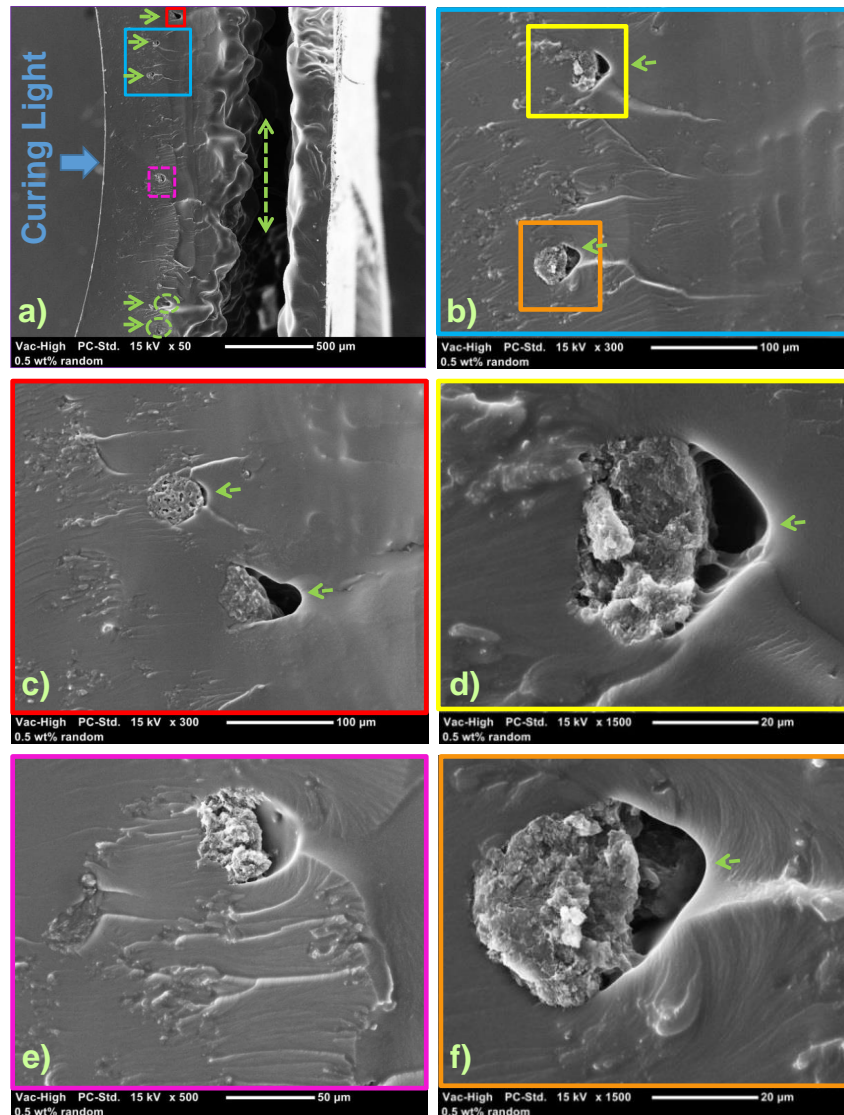 Curing Light
a)
Vac-High PC-Std. 15 kV x 50 500 µm
0.5 wt% random
b)
Vac-High PC-Std. 15 kV x 300 100 µm
0.5 wt% random
c)
Vac-High PC-Std. 15 kV x 300 100 µm
0.5 wt% random
d)
Vac-High PC-Std. 15 kV x 1500 20 µm
0.5 wt% random
e)
Vac-High PC-Std. 15 kV x 500 50 µm
0.5 wt% random
f)
Vac-High PC-Std. 15 kV x 1500 20 µm
0.5 wt% random